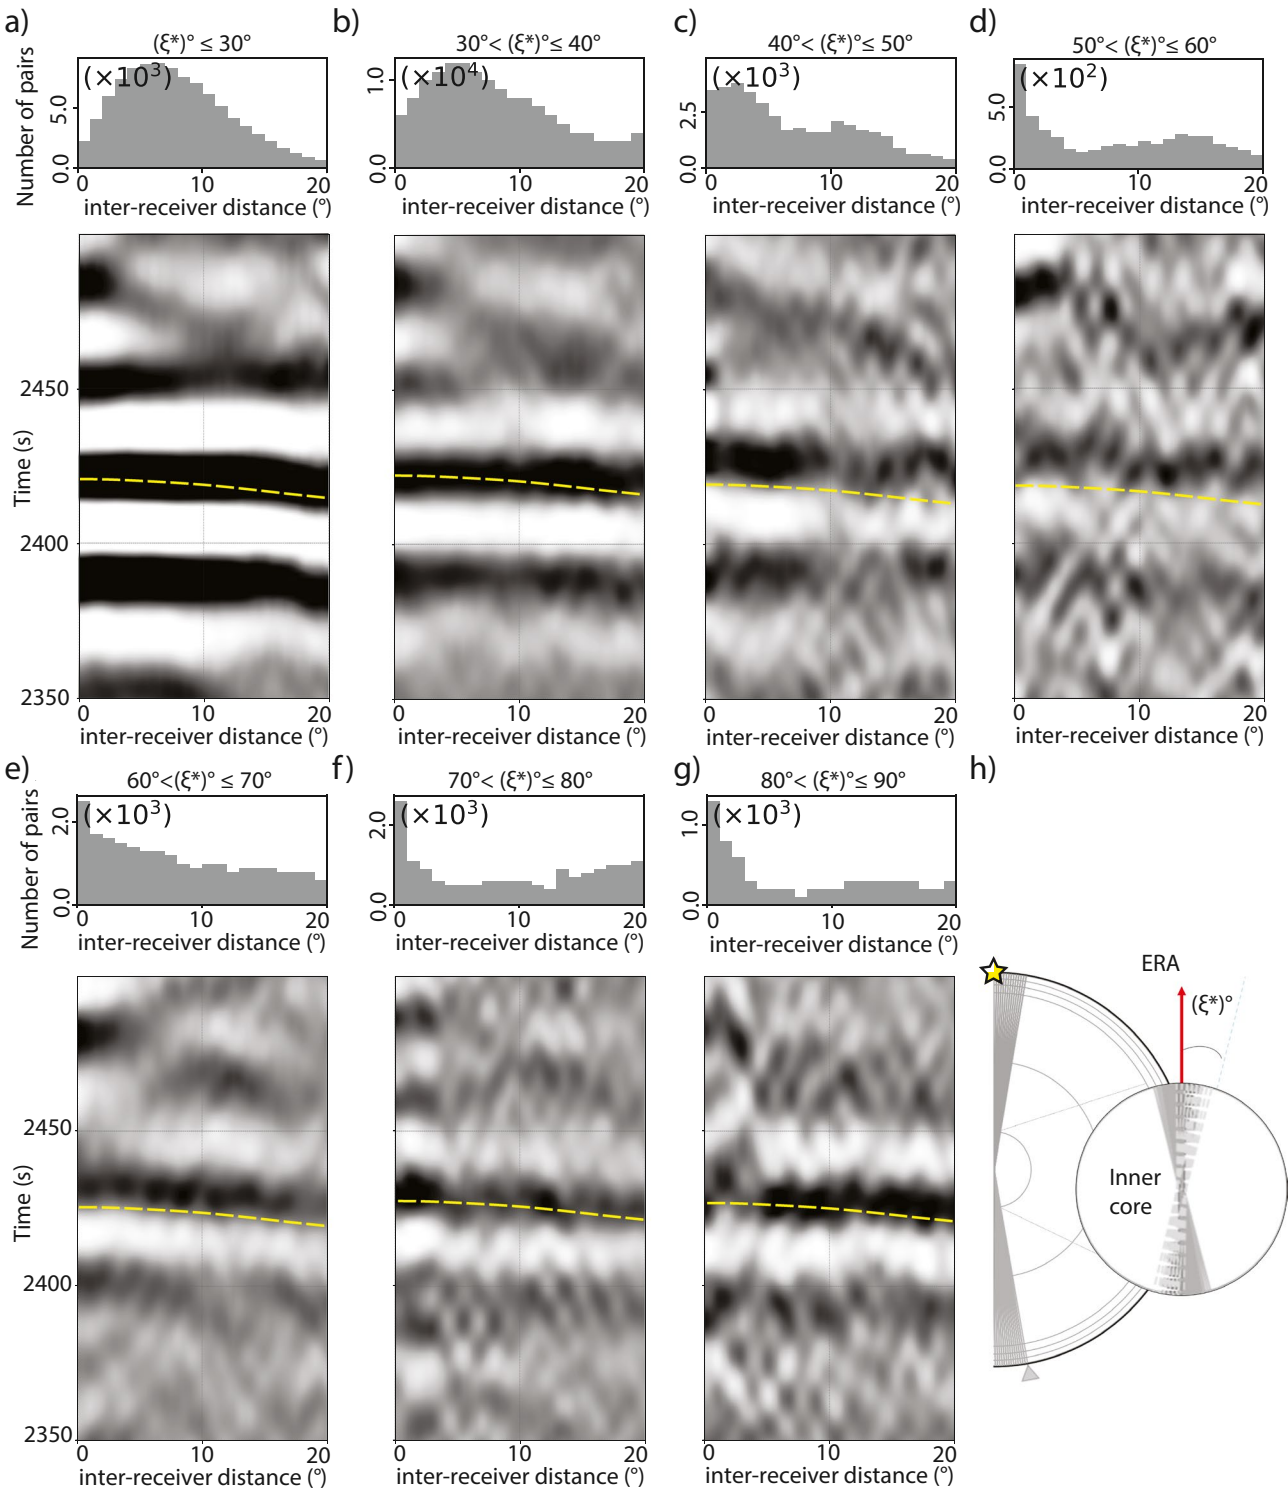 a)
(ξ*)° ≤ 30°
(×10³)
Number of pairs
5.0
0.0
0
10
20
inter-receiver distance (°)
b)
30°< (ξ*)°≤ 40°
(×10⁴)
1.0
0.0
0
10
20
inter-receiver distance (°)
c)
40°< (ξ*)°≤ 50°
(×10³)
2.5
0.0
0
10
20
inter-receiver distance (°)
d)
50°< (ξ*)°≤ 60°
(×10²)
5.0
0.0
0
10
20
inter-receiver distance (°)
Time (s)
2450
2400
2350
0
10
20
inter-receiver distance (°)
0
10
20
inter-receiver distance (°)
0
10
20
inter-receiver distance (°)
0
10
20
inter-receiver distance (°)
e)
60°<(ξ*)°≤ 70°
(×10³)
Number of pairs
2.0
0.0
0
10
20
inter-receiver distance (°)
f)
70°< (ξ*)°≤ 80°
(×10³)
2.0
0.0
0
10
20
inter-receiver distance (°)
g)
80°< (ξ*)°≤ 90°
(×10³)
1.0
0.0
0
10
20
inter-receiver distance (°)
h)
ERA
(ξ*)°
Inner
core
Time (s)
2450
2400
2350
0
10
20
inter-receiver distance (°)
0
10
20
inter-receiver distance (°)
0
10
20
inter-receiver distance (°)